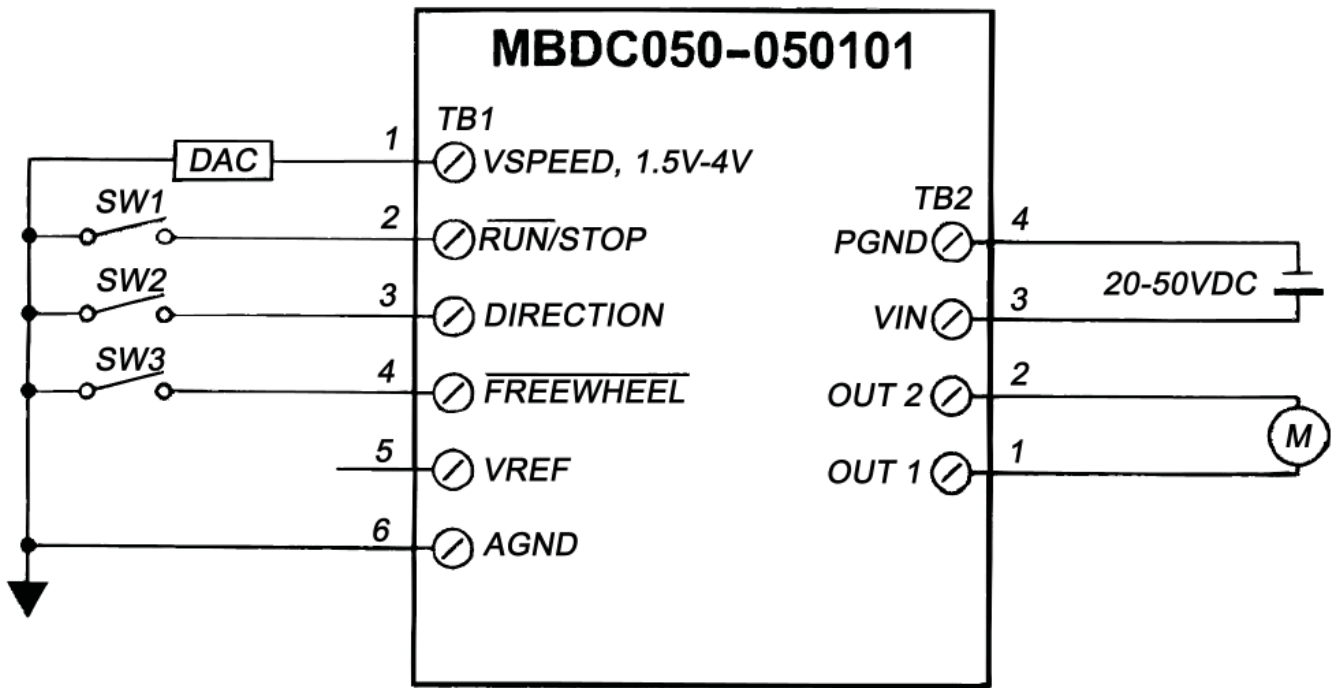 MBDC050-050101
TB1
DAC
1
VSPEED, 1.5V-4V
SW1
2
RUN/STOP
SW2
3
DIRECTION
SW3
4
FREEWHEEL
5
VREF
6
AGND
TB2
PGND
4
20-50VDC
VIN
3
OUT 2
2
M
OUT 1
1